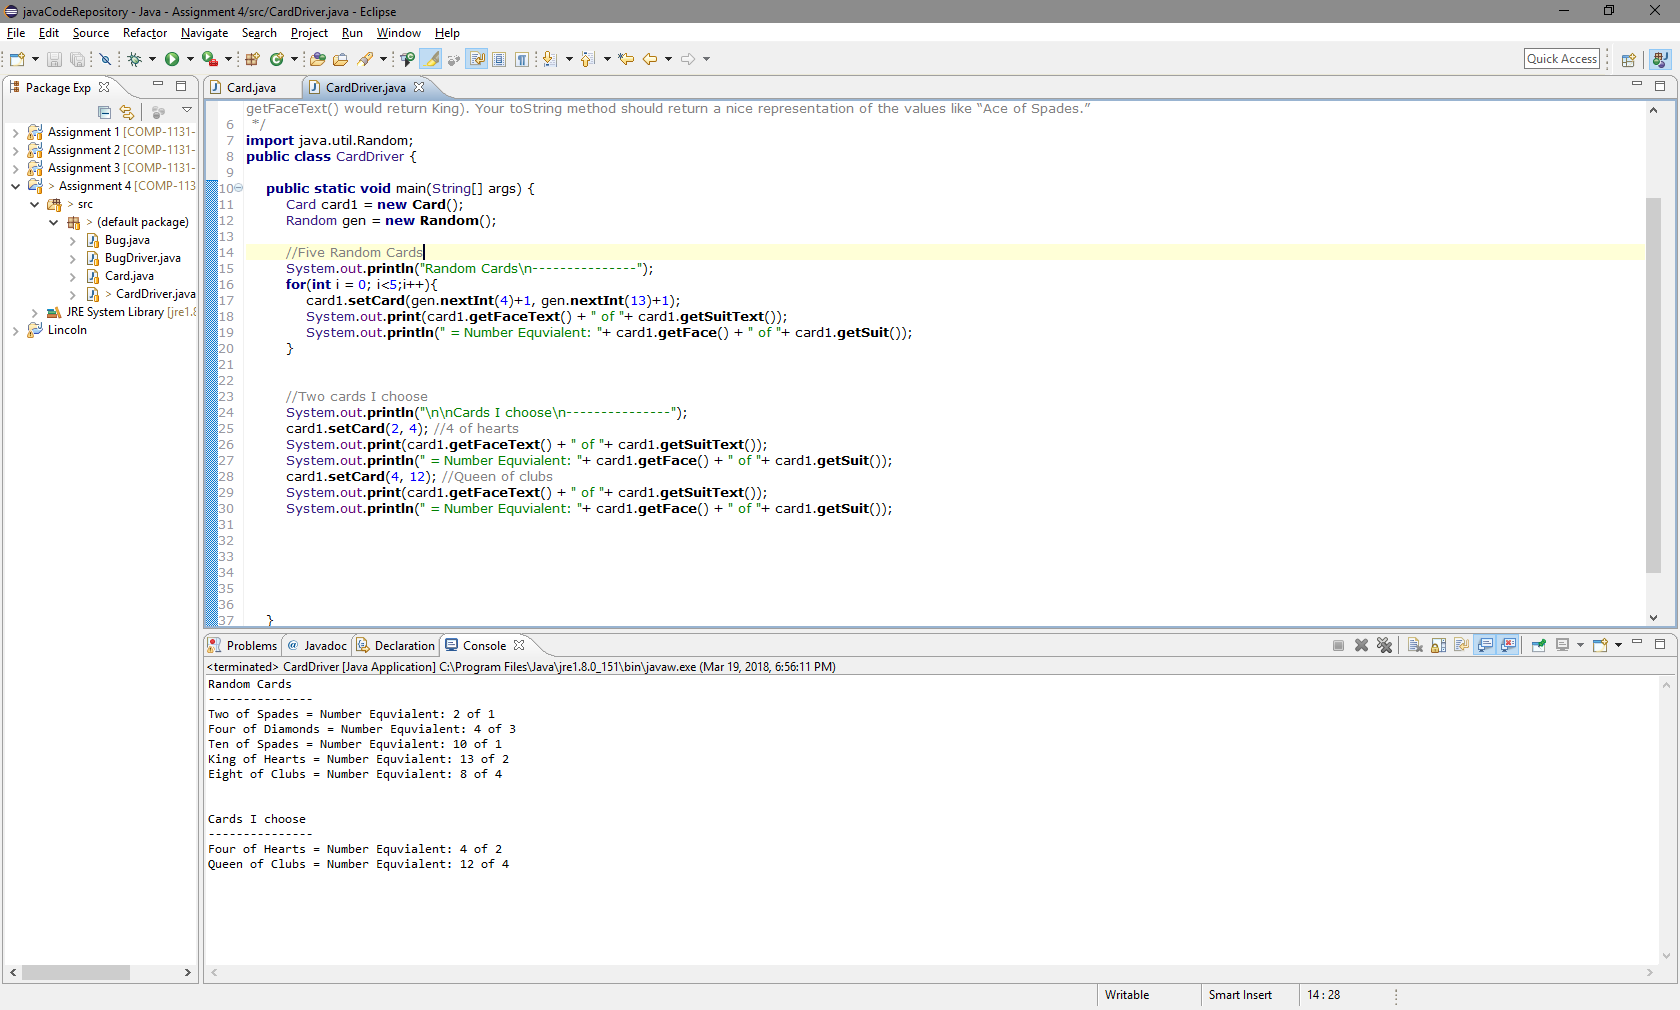 javaCodeRepository - Java - Assignment 4/src/CardDriver.java - Eclipse
File Edit Source Refactor Navigate Search Project Run Window Help
Quick Access
Package Exp
Assignment 1 [COMP-1131-
Assignment 2 [COMP-1131-
Assignment 3 [COMP-1131-
> Assignment 4 [COMP-113
> src
> (default package)
Bug.java
BugDriver.java
Card.java
> CardDriver.java
JRE System Library [jre1.8
Lincoln
Card.java CardDriver.java
getFaceText() would return King). Your toString method should return a nice representation of the values like “Ace of Spades.”
6 */
7 import java.util.Random;
8 public class CardDriver {
9
10 public static void main(String[] args) {
11 Card card1 = new Card();
12 Random gen = new Random();
13
14 //Five Random Cards
15 System.out.println("Random Cards\n---------------");
16 for(int i = 0; i<5;i++){
17 card1.setCard(gen.nextInt(4)+1, gen.nextInt(13)+1);
18 System.out.print(card1.getFaceText() + " of "+ card1.getSuitText());
19 System.out.println(" = Number Equvialent: "+ card1.getFace() + " of "+ card1.getSuit());
20 }
21
22
23 //Two cards I choose
24 System.out.println("\n\nCards I choose\n---------------");
25 card1.setCard(2, 4); //4 of hearts
26 System.out.print(card1.getFaceText() + " of "+ card1.getSuitText());
27 System.out.println(" = Number Equvialent: "+ card1.getFace() + " of "+ card1.getSuit());
28 card1.setCard(4, 12); //Queen of clubs
29 System.out.print(card1.getFaceText() + " of "+ card1.getSuitText());
30 System.out.println(" = Number Equvialent: "+ card1.getFace() + " of "+ card1.getSuit());
31
32
33
34
35
36
37 }
Problems @ Javadoc Declaration Console
<terminated> CardDriver [Java Application] C:\Program Files\Java\jre1.8.0_151\bin\javaw.exe (Mar 19, 2018, 6:56:11 PM)
Random Cards
---------------
Two of Spades = Number Equvialent: 2 of 1
Four of Diamonds = Number Equvialent: 4 of 3
Ten of Spades = Number Equvialent: 10 of 1
King of Hearts = Number Equvialent: 13 of 2
Eight of Clubs = Number Equvialent: 8 of 4
Cards I choose
---------------
Four of Hearts = Number Equvialent: 4 of 2
Queen of Clubs = Number Equvialent: 12 of 4
Writable Smart Insert 14 : 28